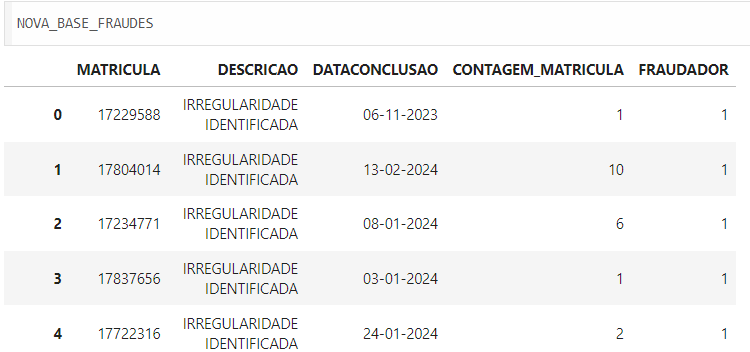 NOVA_BASE_FRAUDES
MATRICULA DESCRICAO DATACONCLUSAO CONTAGEM_MATRICULA FRAUDADOR
0 17229588 IRREGULARIDADE IDENTIFICADA 06-11-2023 1 1
1 17804014 IRREGULARIDADE IDENTIFICADA 13-02-2024 10 1
2 17234771 IRREGULARIDADE IDENTIFICADA 08-01-2024 6 1
3 17837656 IRREGULARIDADE IDENTIFICADA 03-01-2024 1 1
4 17722316 IRREGULARIDADE IDENTIFICADA 24-01-2024 2 1